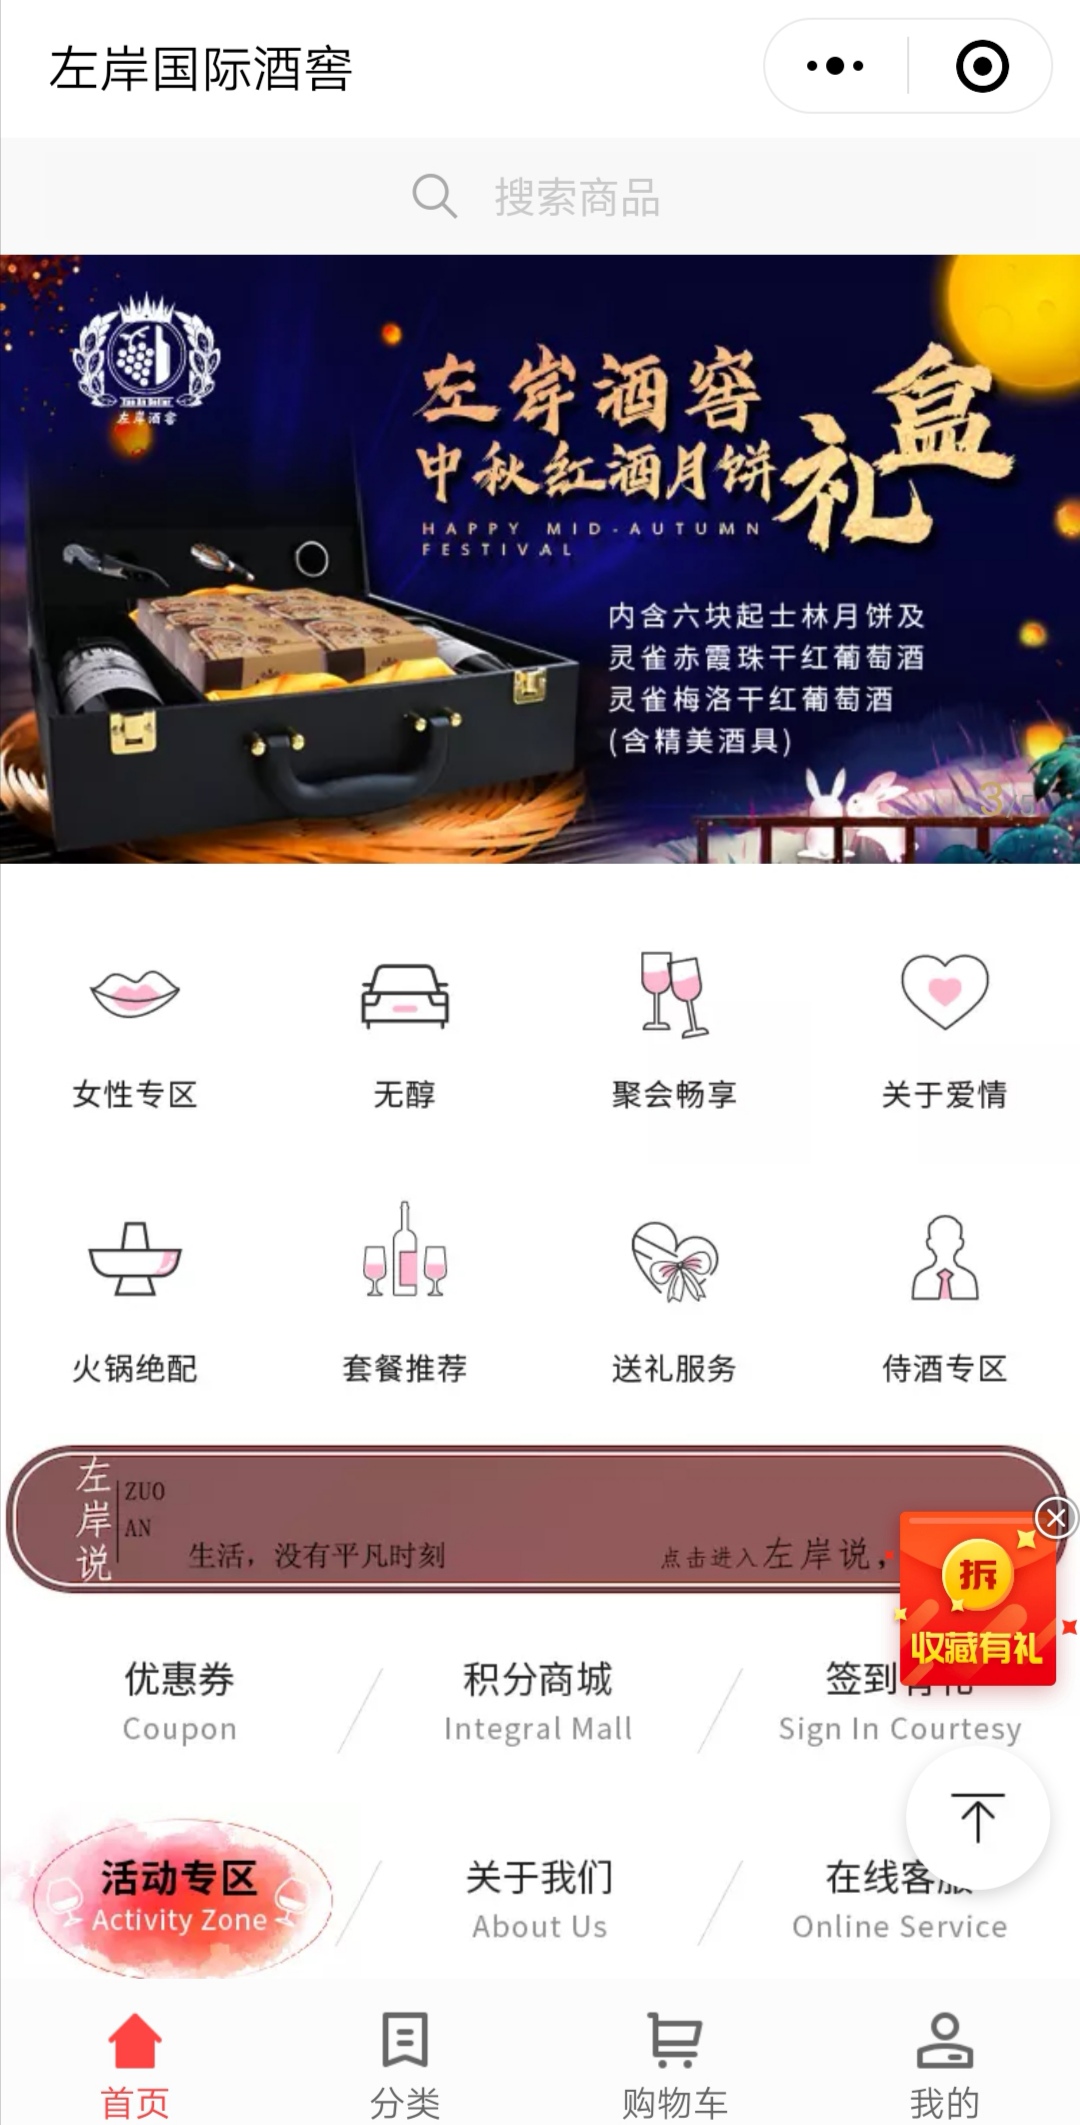 左岸国际酒窖
搜索商品
左岸酒窖
左岸酒窖
中秋红酒月饼
礼盒
HAPPY MID-AUTUMN
FESTIVAL
内含六块起士林月饼及
灵雀赤霞珠干红葡萄酒
灵雀梅洛干红葡萄酒
(含精美酒具)
3/5
女性专区
无醇
聚会畅享
关于爱情
火锅绝配
套餐推荐
送礼服务
侍酒专区
左岸说
ZUO
AN
生活，没有平凡时刻
点击进入左岸说，
拆
收藏有礼
优惠券
积分商城
签到有礼
Coupon
Integral Mall
Sign In Courtesy
活动专区
关于我们
在线客服
Activity Zone
About Us
Online Service
首页
分类
购物车
我的